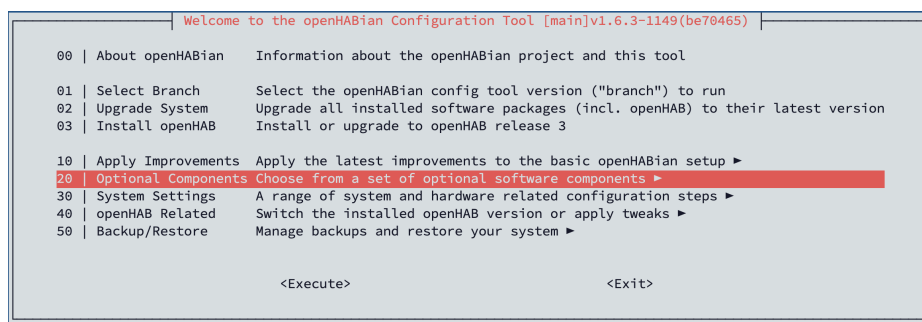 Welcome to the openHABian Configuration Tool [main]v1.6.3-1149(be70465)
00 | About openHABian Information about the openHABian project and this tool
01 | Select Branch Select the openHABian config tool version ("branch") to run
02 | Upgrade System Upgrade all installed software packages (incl. openHAB) to their latest version
03 | Install openHAB Install or upgrade to openHAB release 3
10 | Apply Improvements Apply the latest improvements to the basic openHABian setup ►
20 | Optional Components Choose from a set of optional software components ►
30 | System Settings A range of system and hardware related configuration steps ►
40 | openHAB Related Switch the installed openHAB version or apply tweaks ►
50 | Backup/Restore Manage backups and restore your system ►
<Execute> <Exit>